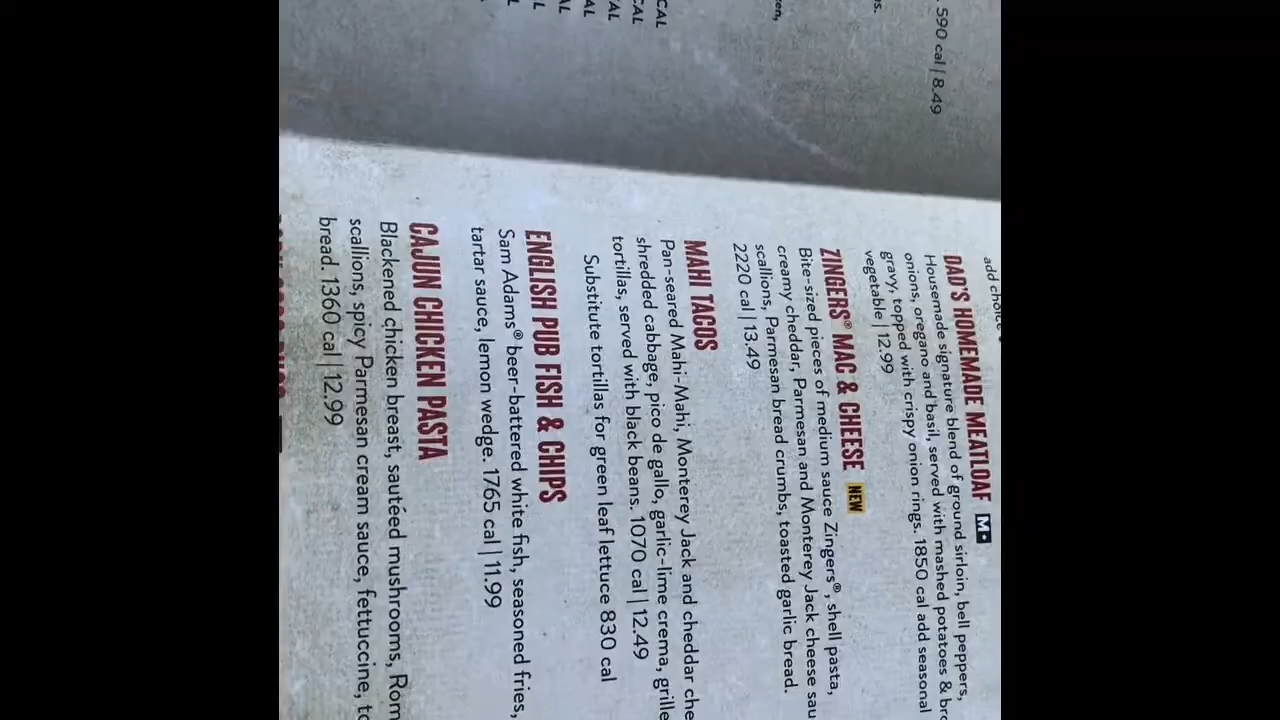 . 590 cal | 8.49
add choice
DAD'S HOMEMADE MEATLOAF M
Housemade signature blend of ground sirloin, bell peppers,
onions, oregano and basil, served with mashed potatoes &
gravy, topped with crispy onion rings. 1850 cal add seasonal
vegetable | 12.99
ZINGERS® MAC & CHEESE NEW
Bite-sized pieces of medium sauce Zingers®, shell pasta,
creamy cheddar, Parmesan and Monterey Jack cheese sau
scallions, Parmesan bread crumbs, toasted garlic bread.
2220 cal | 13.49
MAHI TACOS
Pan-seared Mahi-Mahi, Monterey Jack and cheddar che
shredded cabbage, pico de gallo, garlic-lime crema, grille
tortillas, served with black beans. 1070 cal | 12.49
Substitute tortillas for green leaf lettuce 830 cal
ENGLISH PUB FISH & CHIPS
Sam Adams® beer-battered white fish, seasoned fries,
tartar sauce, lemon wedge. 1765 cal | 11.99
CAJUN CHICKEN PASTA
Blackened chicken breast, sautéed mushrooms, Rom
scallions, spicy Parmesan cream sauce, fettuccine, to
bread. 1360 cal | 12.99